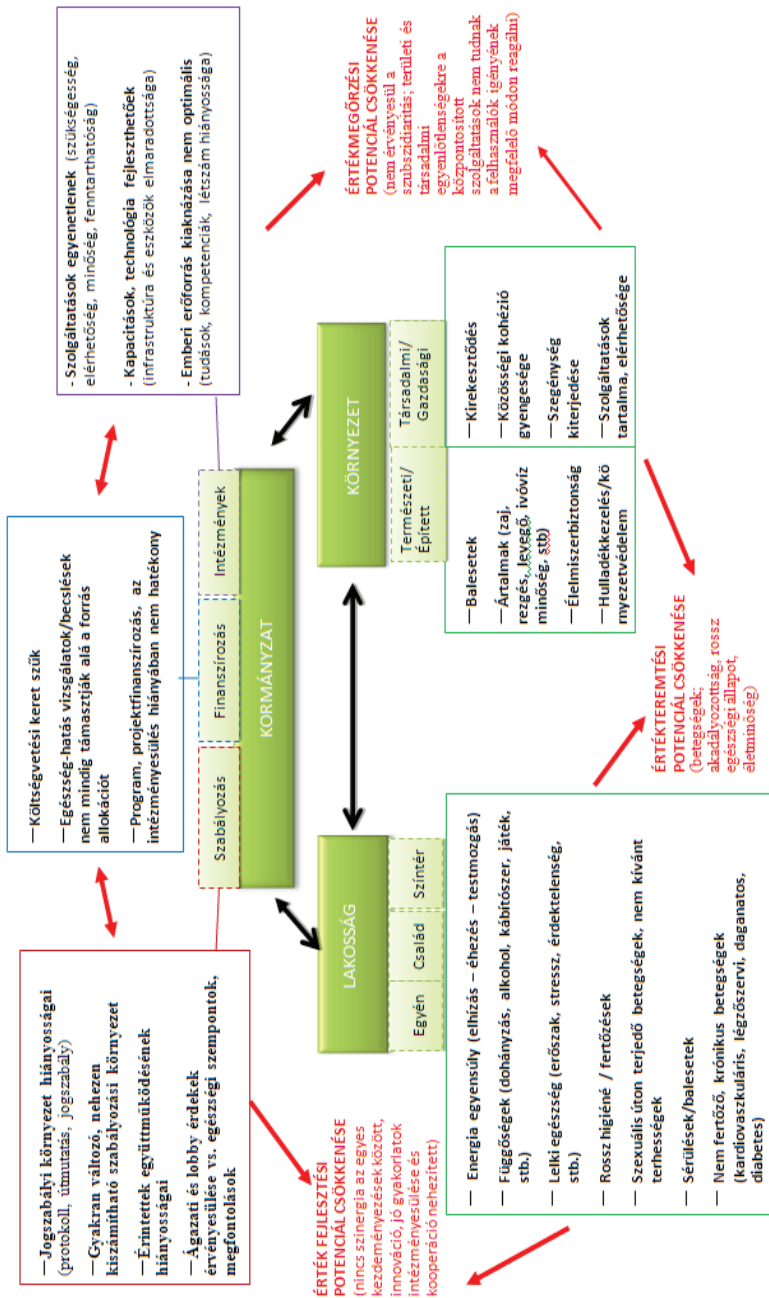 —Jogszabályi környezet hiányosságai
(protokoll, útmutatás, jogszabály)
—Gyakran változó, nehezen
kiszámítható szabályozási környezet
—Érintettek együttműködésének
hiányosságai
—Ágazati és lobby érdekek
érvényesülése vs. egészségi szempontok,
megfontolások
—Költségvetési keret szűk
—Egészség-hatás vizsgálatok/becslések
nem mindig támasztják alá a forrás
allokációt
—Program, projektfinanszírozás, az
intézményesülés hiányában nem hatékony
- Szolgáltatások egyenetlenek (szükségesség,
elérhetőség, minőség, fenntarthatóság)
- Kapacitások, technológia fejleszthetőek
(infrastruktúra és eszközök elmaradottsága)
- Emberi erőforrás kiaknázása nem optimális
(tudások, kompetenciák, létszám hiányossága)
Szabályozás
Finanszírozás
Intézmények
KORMÁNYZAT
ÉRTÉK FEJLESZTÉSI
POTENCIÁL CSÖKKENÉSE
(nincs szinergia az egyes
kezdeményezések között,
innováció, jó gyakorlatok
intézményesülése és
kooperáció nehezített)
LAKOSSÁG
Egyén
Család
Színtér
KÖRNYEZET
Természeti/
Épített
Társadalmi/
Gazdasági
ÉRTÉKMEGŐRZÉSI
POTENCIÁL CSÖKKENÉSE
(nem érvényesül a
szubszidiaritás; területi és
társadalmi
egyenlőtlenségekre a
központosított
szolgáltatások nem tudnak
a felhasználók igényének
megfelelő módon reagálni)
— Energia egyensúly (elhízás – éhezés – testmozgás)
— Függőségek (dohányzás, alkohol, kábítószer, játék,
stb.)
— Lelki egészség (erőszak, stressz, érdektelenség,
stb.)
— Rossz higiéné / fertőzések
— Szexuális úton terjedő betegségek, nem kívánt
terhességek
— Sérülések/balesetek
— Nem fertőző, krónikus betegségek
(kardiovaszkuláris, légzőszervi, daganatos,
diabetes)
—Balesetek
—Ártalmak (zaj,
rezgés, levegő, ivóvíz
minőség, stb)
—Élelmiszerbiztonság
—Hulladékkezelés/kö
rnyezetvédelem
—Kirekesztődés
—Közösségi kohézió
gyengesége
—Szegénység
kiterjedése
—Szolgáltatások
tartalma, elérhetősége
ÉRTÉKTEREMTÉSI
POTENCIÁL CSÖKKENÉSE
(betegségek;
akadályozottság, rossz
egészségi állapot,
életminőség)